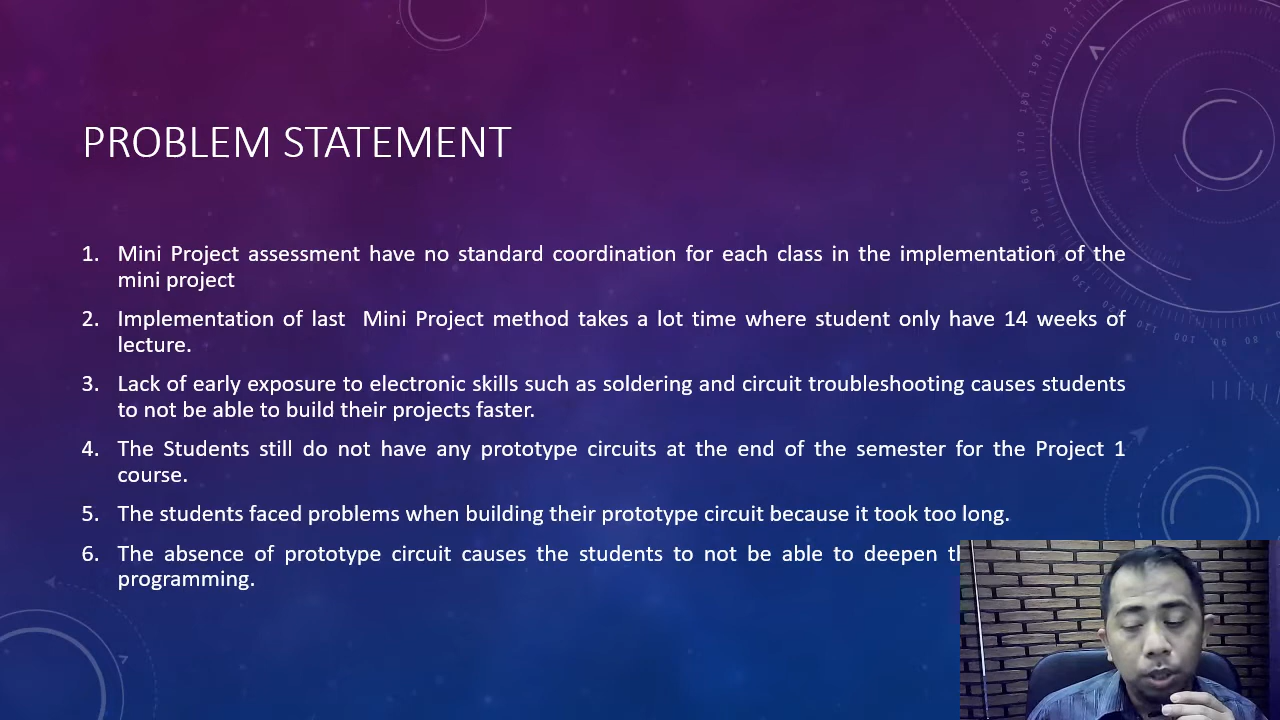 PROBLEM STATEMENT
1. Mini Project assessment have no standard coordination for each class in the implementation of the
mini project
2. Implementation of last  Mini Project method takes a lot time where student only have 14 weeks of
lecture.
3. Lack of early exposure to electronic skills such as soldering and circuit troubleshooting causes students
to not be able to build their projects faster.
4. The Students still do not have any prototype circuits at the end of the semester for the Project 1
course.
5. The students faced problems when building their prototype circuit because it took too long.
6. The absence of prototype circuit causes the students to not be able to deepen
programming.